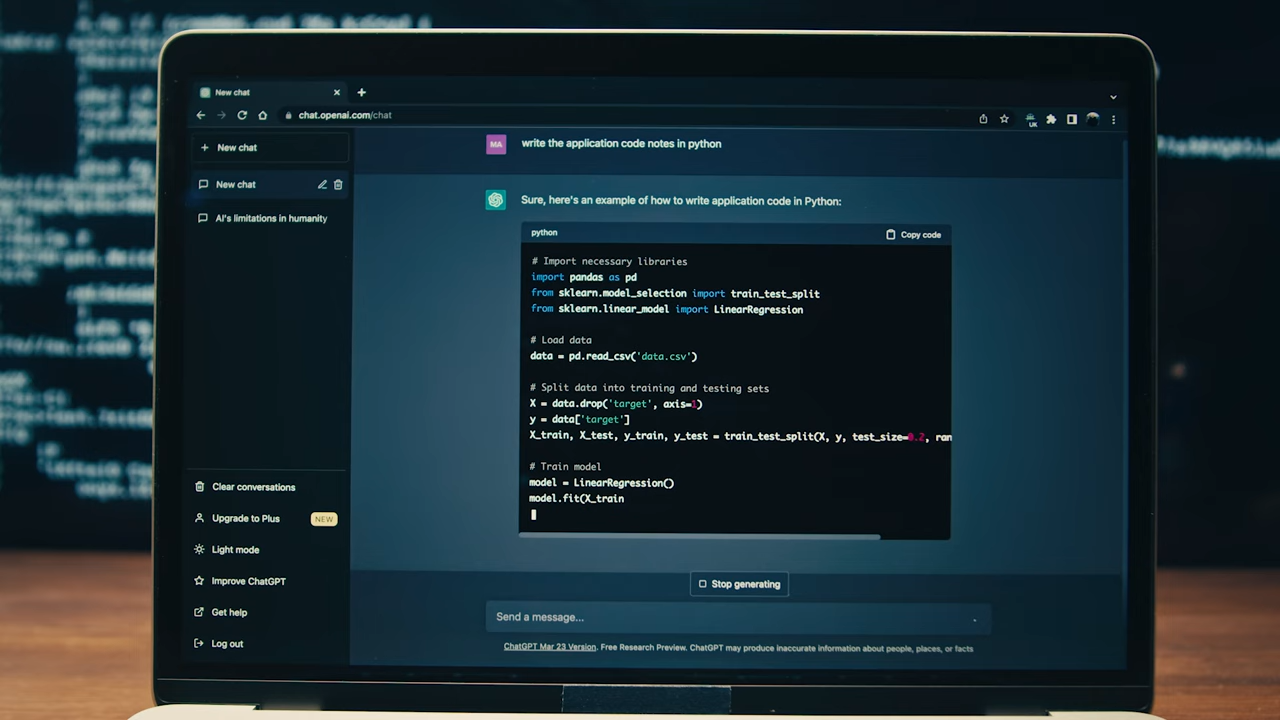 New chat
chat.openai.com/chat
UK
New chat
New chat
AI's limitations in humanity
MA
write the application code notes in python
Sure, here's an example of how to write application code in Python:
python
Copy code
# Import necessary libraries
import pandas as pd
from sklearn.model_selection import train_test_split
from sklearn.linear_model import LinearRegression
# Load data
data = pd.read_csv('data.csv')
# Split data into training and testing sets
X = data.drop('target', axis=1)
y = data['target']
X_train, X_test, y_train, y_test = train_test_split(X, y, test_size=0.2, ran
# Train model
model = LinearRegression()
model.fit(X_train
Clear conversations
Upgrade to Plus NEW
Light mode
Improve ChatGPT
Get help
Log out
Stop generating
Send a message...
ChatGPT Mar 23 Version. Free Research Preview. ChatGPT may produce inaccurate information about people, places, or facts